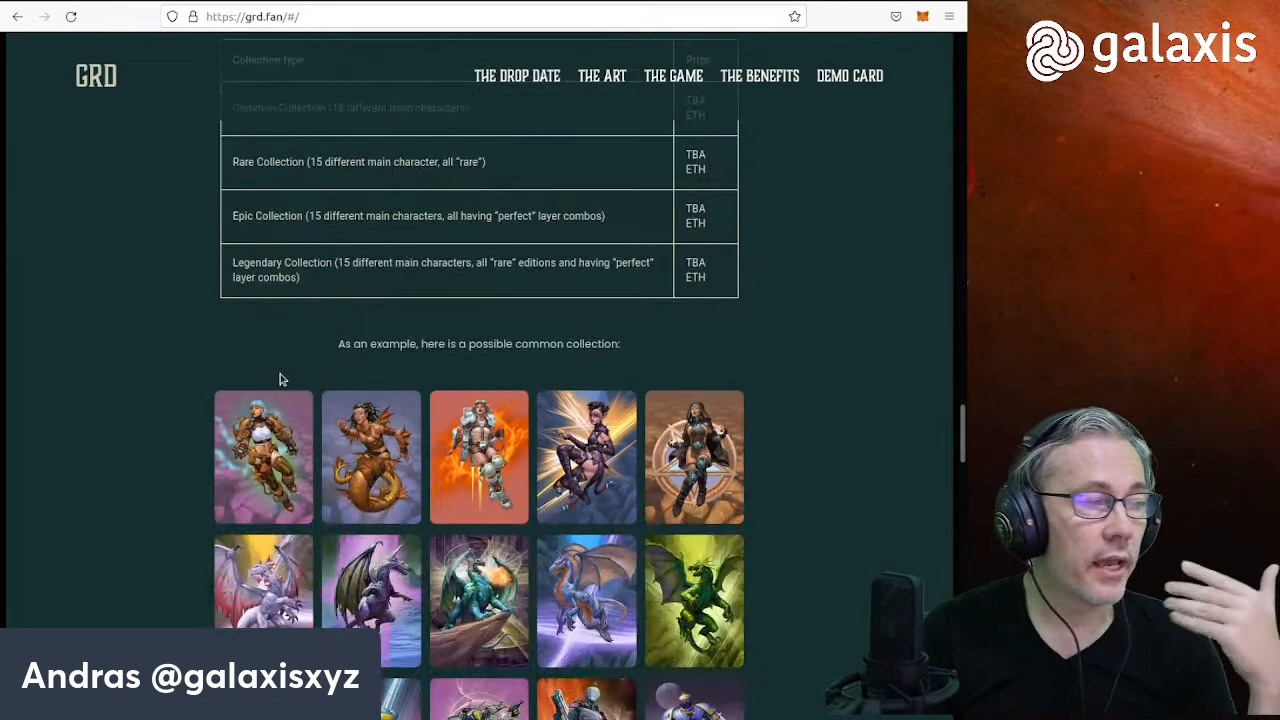 https://grd.fan/#/
galaxis
GRD
THE DROP DATE THE ART THE GAME THE BENEFITS DEMO CARD
Collection type
Prize
Common Collection (15 different main characters)
TBA
ETH
Rare Collection (15 different main character, all “rare”)
TBA
ETH
Epic Collection (15 different main characters, all having “perfect” layer combos)
TBA
ETH
Legendary Collection (15 different main characters, all “rare” editions and having “perfect”
layer combos)
TBA
ETH
As an example, here is a possible common collection:
Andras @galaxisxyz